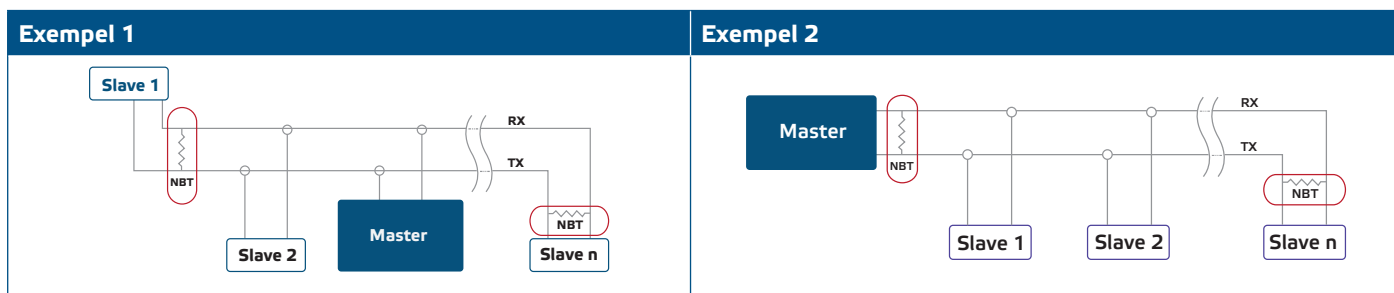 Exempel 1
Slave 1
RX
TX
NBT
NBT
Master
Slave 2
Slave n
Exempel 2
Master
RX
TX
NBT
NBT
Slave 1
Slave 2
Slave n